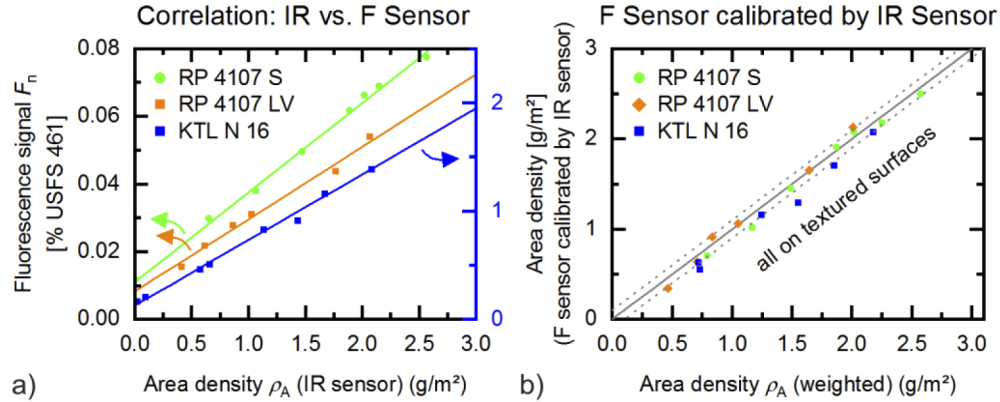 Correlation: IR vs. F Sensor
Fluorescence signal Fn
[% USFS 461]
0.08
0.06
0.04
0.02
0.00
RP 4107 S
RP 4107 LV
KTL N 16
2
1
0
0.0 0.5 1.0 1.5 2.0 2.5 3.0
Area density ρA (IR sensor) (g/m²)
a)
F Sensor calibrated by IR Sensor
Area density [g/m²]
(F sensor calibrated by IR sensor)
3
2
1
0
RP 4107 S
RP 4107 LV
KTL N 16
all on textured surfaces
0.0 0.5 1.0 1.5 2.0 2.5 3.0
Area density ρA (weighted) (g/m²)
b)